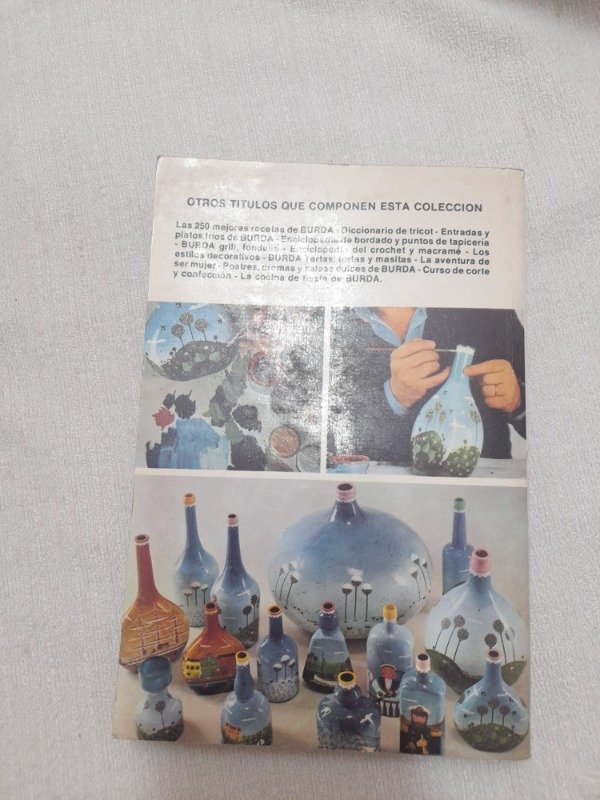 OTROS TITULOS QUE COMPONEN ESTA COLECCION
Las 250 mejores recetas de BURDA - Diccionario de tricot - Entradas y
platos frios de BURDA - Enciclopedia de bordado y puntos de tapicería
- BURDA grill, fondues - Enciclopedia del crochet y macramé - Los
estilos decorativos - BURDA Tartas, tortas y masitas - La aventura de
ser mujer - Postres, cremas y salsas dulces de BURDA - Curso de corte
y confección - La cocina de fiesta de BURDA.